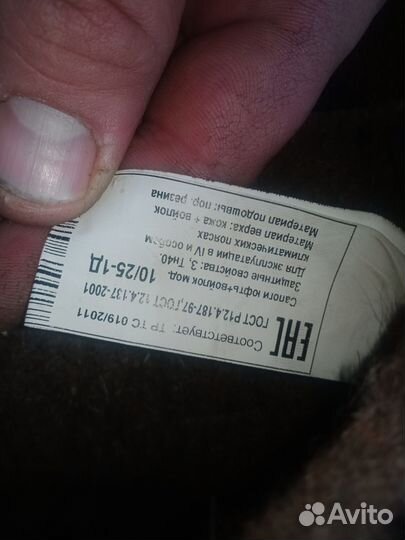 Соответствует: ТР ТС 019/2011
EAC
ГОСТ Р12.4.187-97,ГОСТ 12.4.137-2001
Сапоги юфть-войлок мод. 10/25-1Д
Защитные свойства: З, Тн40.
Для эксплуатации в IV и особом
климатических поясах
Материал верха: кожа + войлок
Материал подошвы: пор. резина
Avito